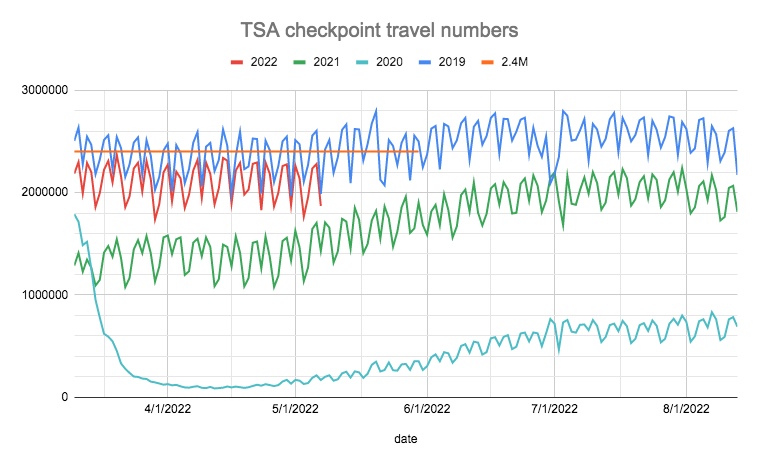 TSA checkpoint travel numbers
2022 2021 2020 2019 2.4M
3000000
2000000
1000000
0
4/1/2022 5/1/2022 6/1/2022 7/1/2022 8/1/2022
date